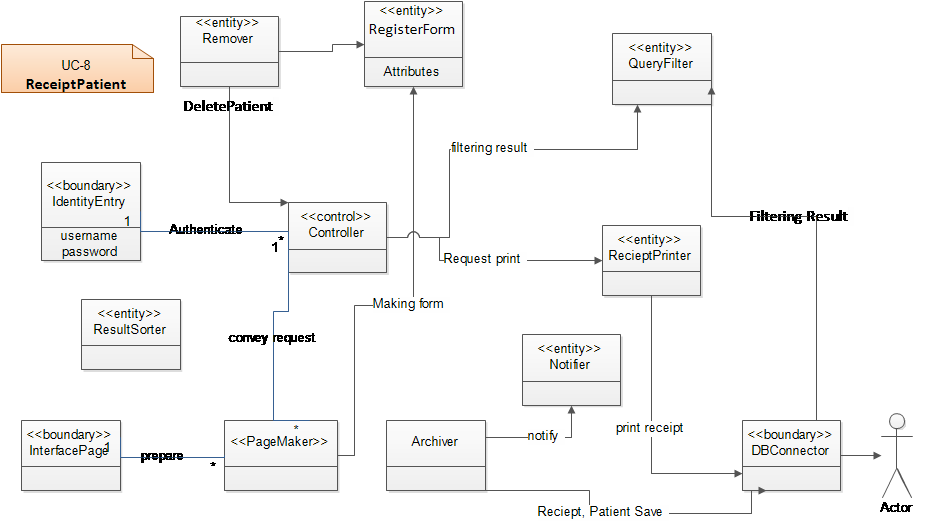 <<entity>>
Remover
<<entity>>
RegisterForm
Attributes
UC-8
ReceiptPatient
<<entity>>
QueryFilter
DeletePatient
filtering result
<<boundary>>
IdentityEntry
1
username
password
Authenticate
*
1
<<control>>
Controller
Filtering Result
Request print
<<entity>>
RecieptPrinter
<<entity>>
ResultSorter
Making form
convey request
<<entity>>
Notifier
<<boundary>>
InterfacePage
1
prepare
*
*
<<PageMaker>>
Archiver
notify
print receipt
<<boundary>>
DBConnector
Reciept, Patient Save
Actor